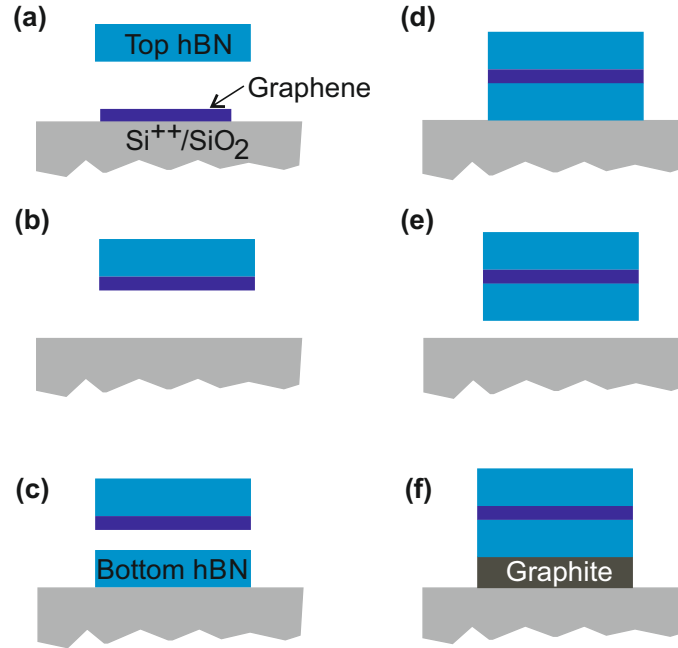 (a)
Top hBN
Graphene
Si++/SiO2
(b)
(c)
Bottom hBN
(d)
(e)
(f)
Graphite